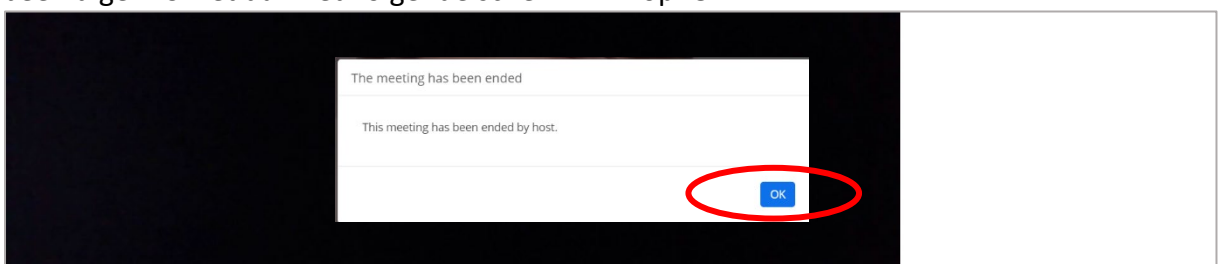 The meeting has been ended
This meeting has been ended by host.
OK